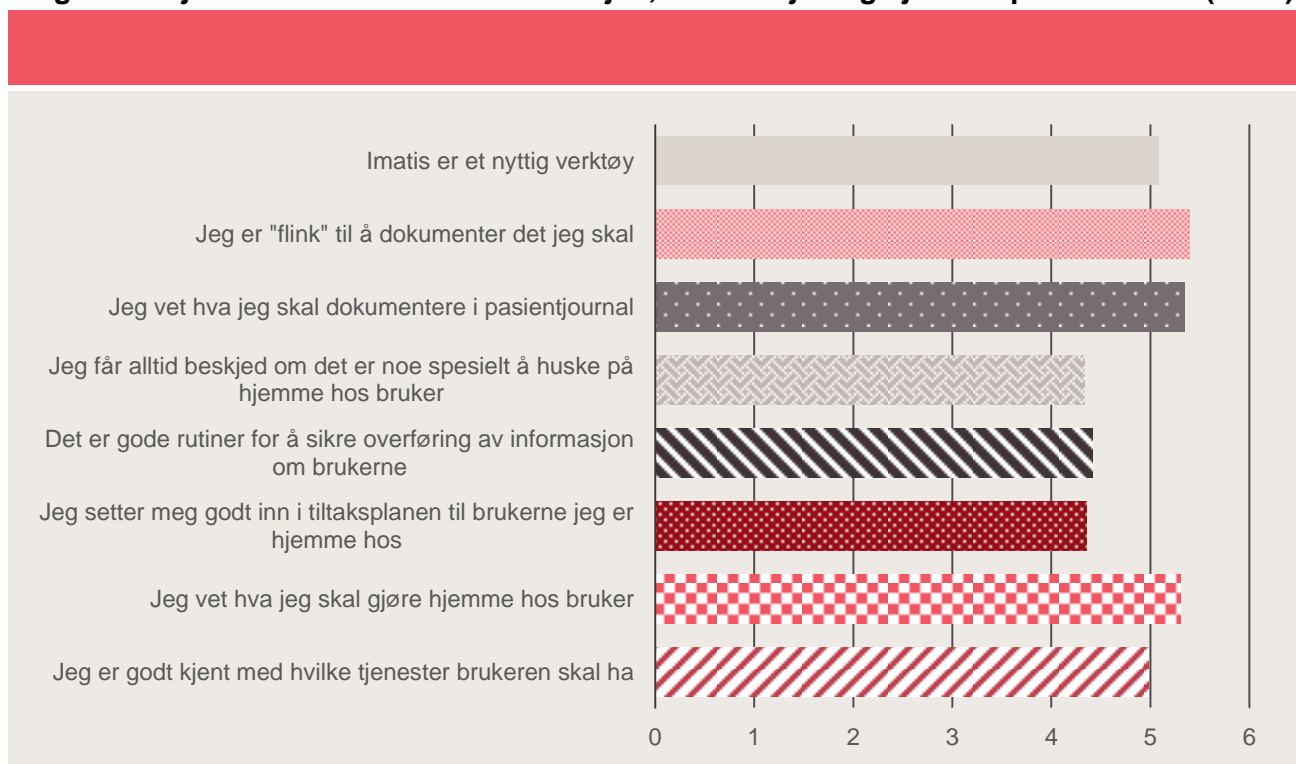 Imatis er et nyttig verktøy
Jeg er "flink" til å dokumenter det jeg skal
Jeg vet hva jeg skal dokumentere i pasientjournal
Jeg får alltid beskjed om det er noe spesielt å huske på
hjemme hos bruker
Det er gode rutiner for å sikre overføring av informasjon
om brukerne
Jeg setter meg godt inn i tiltaksplanen til brukerne jeg er
hjemme hos
Jeg vet hva jeg skal gjøre hjemme hos bruker
Jeg er godt kjent med hvilke tjenester brukeren skal ha
0 1 2 3 4 5 6